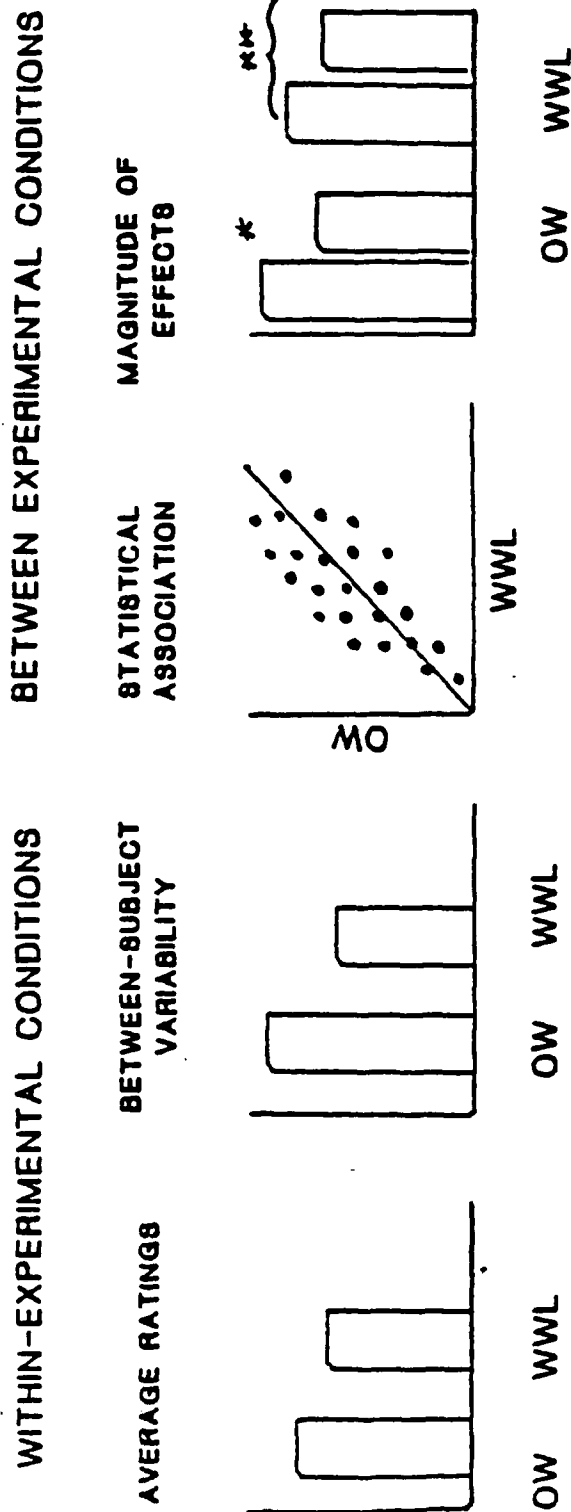 WITHIN-EXPERIMENTAL CONDITIONS
BETWEEN EXPERIMENTAL CONDITIONS
AVERAGE RATINGS
BETWEEN-SUBJECT
VARIABILITY
STATISTICAL
ASSOCIATION
MAGNITUDE OF
EFFECTS
*
**
OW
OW WWL
OW WWL
WWL
OW WWL